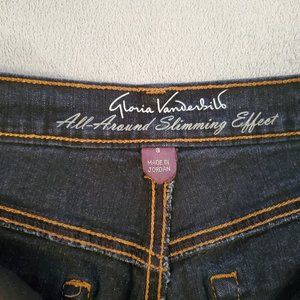 Gloria Vanderbilt
All-Around Slimming Effect
8
MADE IN
JORDAN